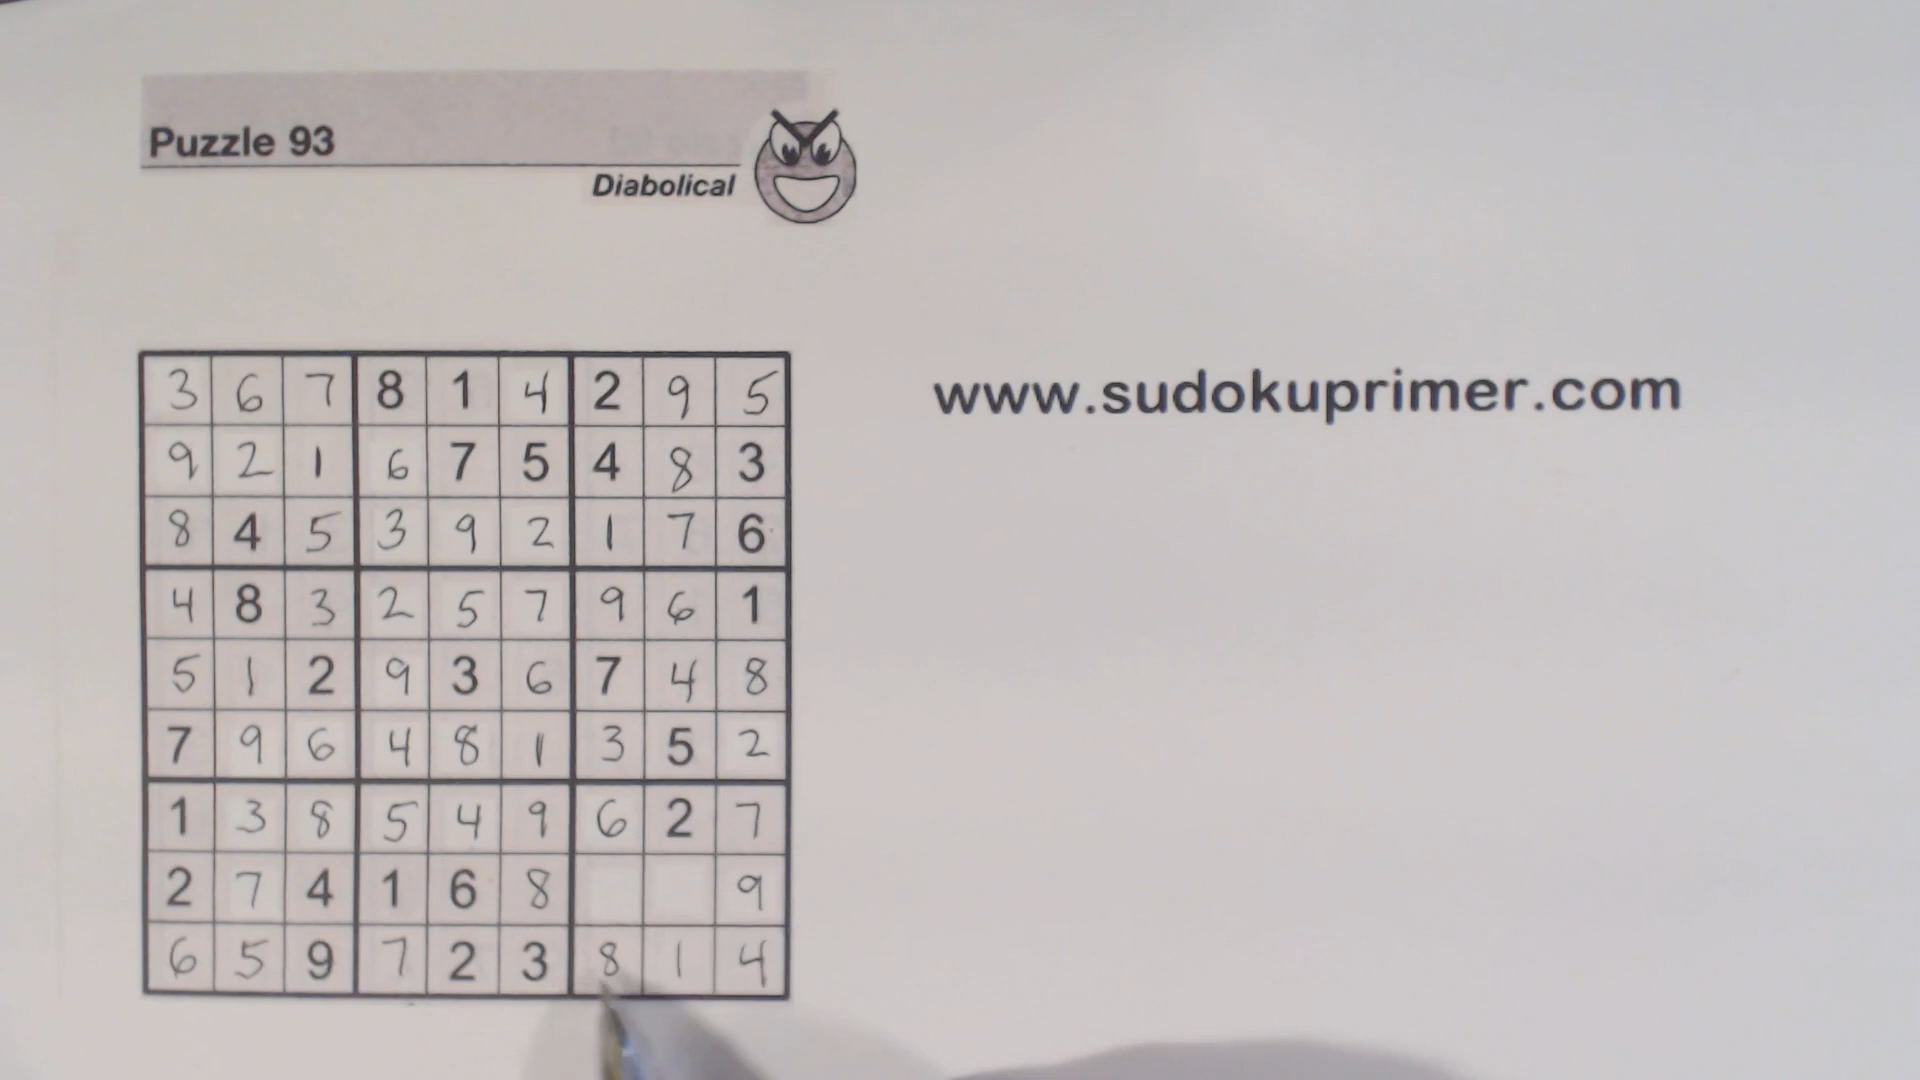 Puzzle 93
Diabolical
www.sudokuprimer.com
3 6 7 8 1 4 2 9 5
9 2 1 6 7 5 4 8 3
8 4 5 3 9 2 1 7 6
4 8 3 2 5 7 9 6 1
5 1 2 9 3 6 7 4 8
7 9 6 4 8 1 3 5 2
1 3 8 5 4 9 6 2 7
2 7 4 1 6 8 9
6 5 9 7 2 3 8 1 4